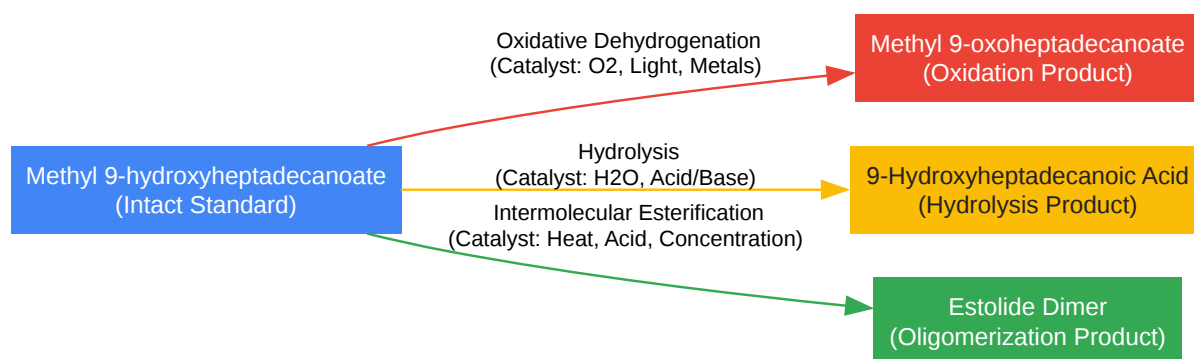 Oxidative Dehydrogenation
(Catalyst: O2, Light, Metals)
Methyl 9-oxoheptadecanoate
(Oxidation Product)
Methyl 9-hydroxyheptadecanoate
(Intact Standard)
Hydrolysis
(Catalyst: H2O, Acid/Base)
9-Hydroxyheptadecanoic Acid
(Hydrolysis Product)
Intermolecular Esterification
(Catalyst: Heat, Acid, Concentration)
Estolide Dimer
(Oligomerization Product)